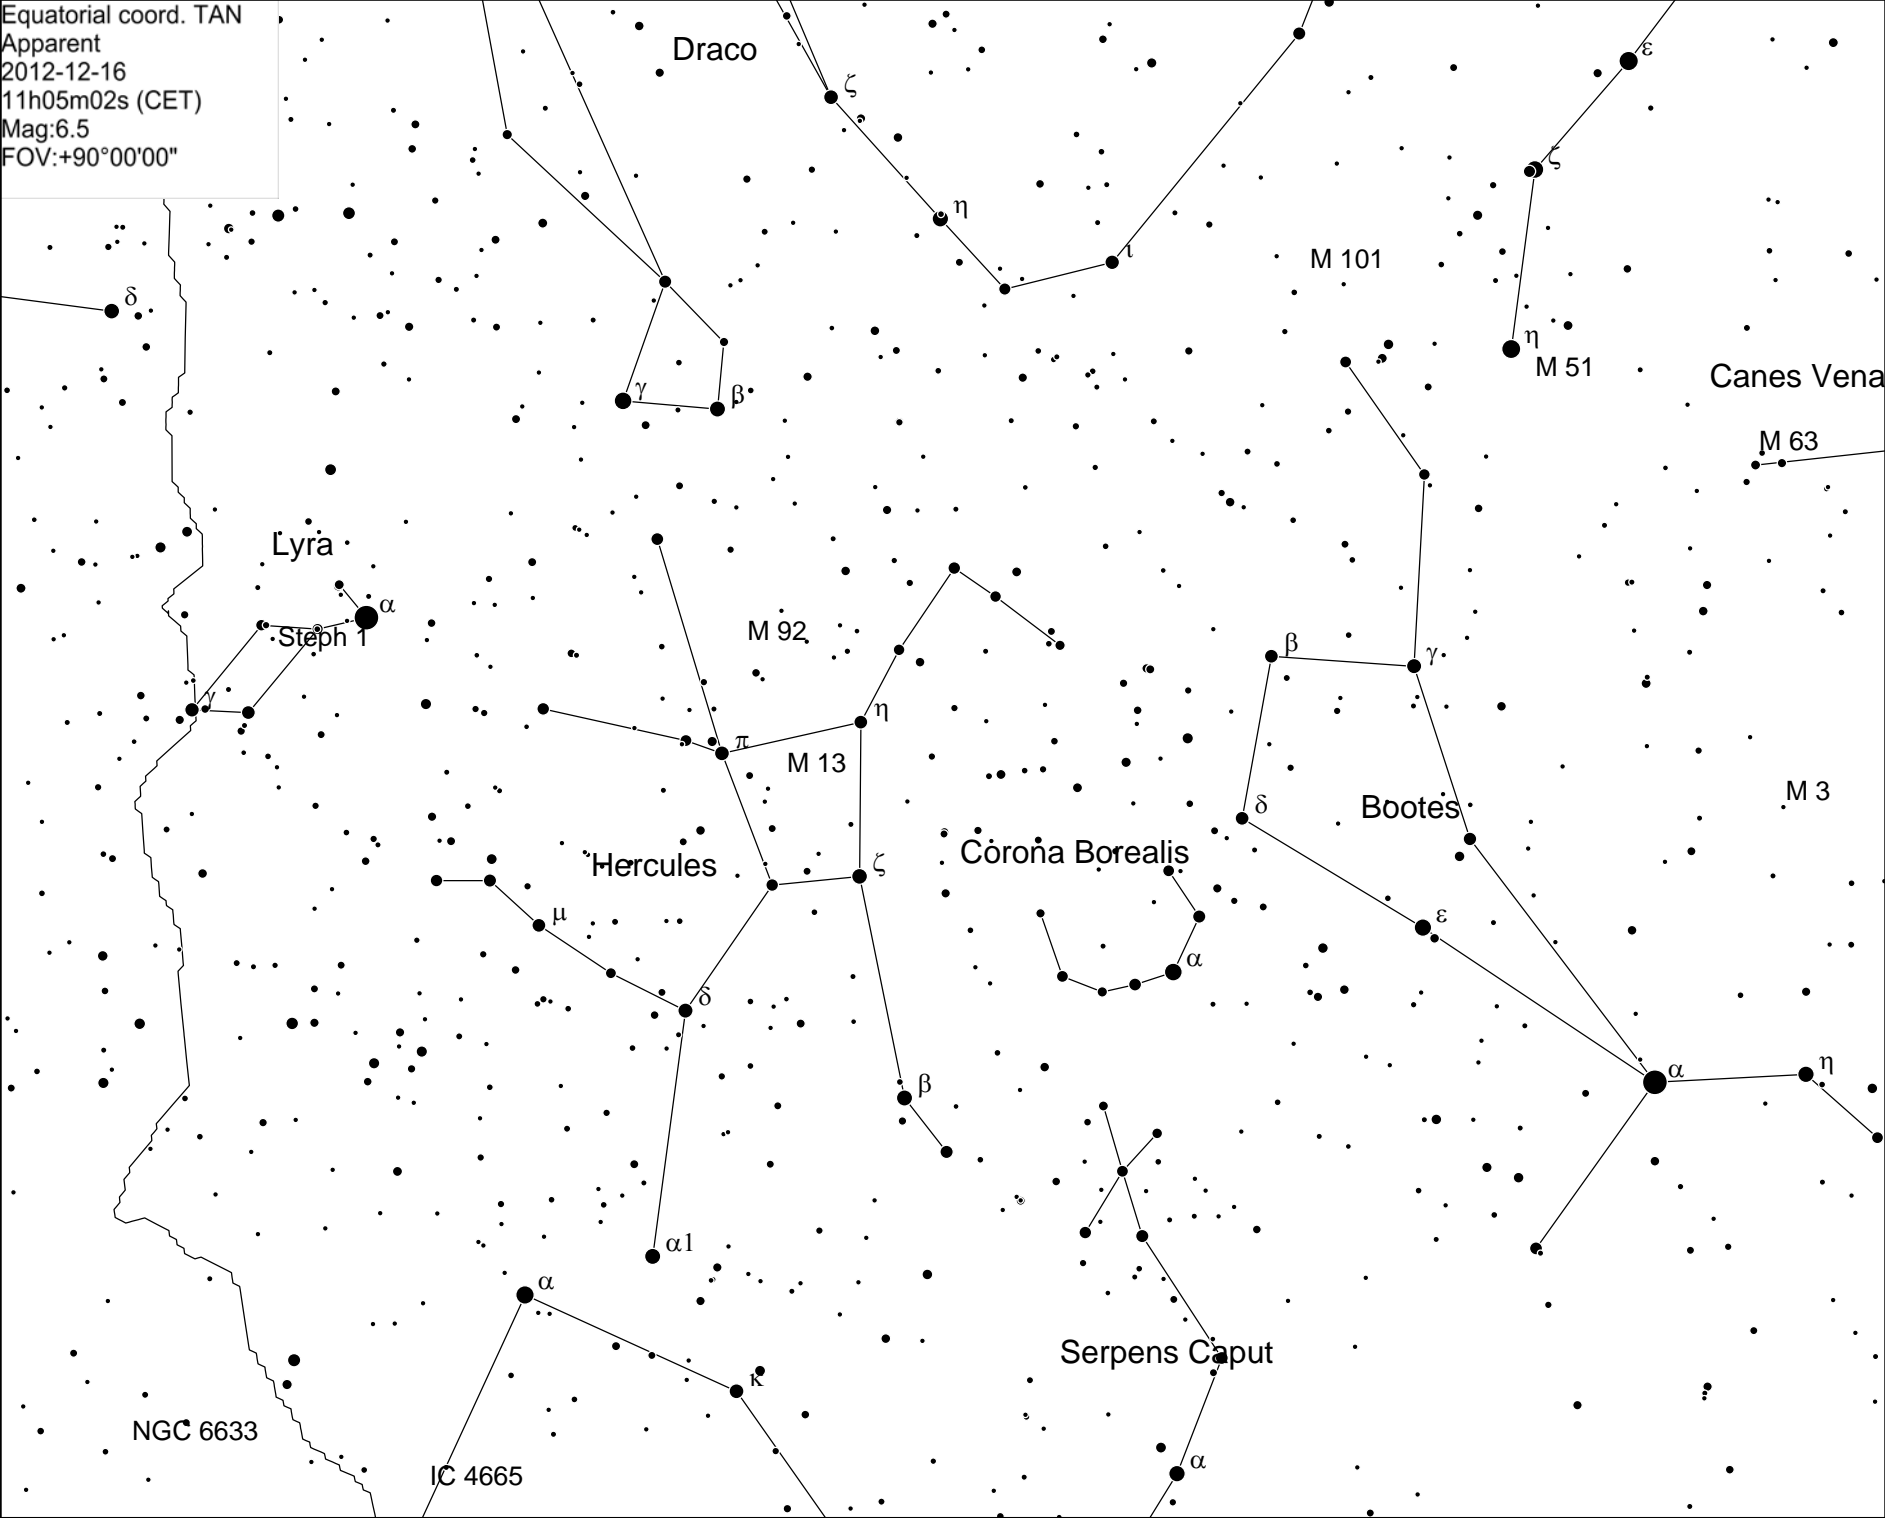 Equatorial coord. TAN
Apparent
2012-12-16
11h05m02s (CET)
Mag:6.5
FOV:+90°00'00"
Draco
ε
ζ
ζ
η
ι
M 101
δ
η
M 51
Canes Vena
γ
β
M 63
Lyra
α
Steph 1
M 92
β
γ
γ
η
π
M 13
M 3
δ
Bootes
Corona Borealis
Hercules
ζ
μ
ε
α
δ
α
η
β
α1
α
Serpens Caput
κ
NGC 6633
IC 4665
α